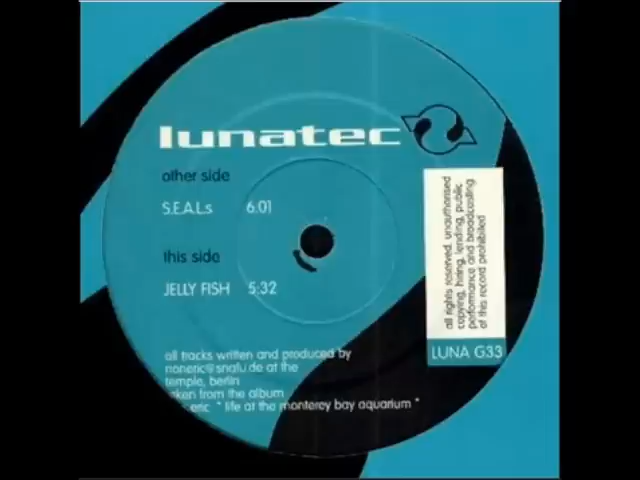 lunatec
other side
S.E.A.L.s 6:01
this side
JELLY FISH 5:32
all tracks written and produced by
noneric@snafu.de at the
temple, berlin
taken from the album
eric " life at the monterey bay aquarium "
all rights reserved. unauthorised
copying, hiring, lending, public
performance and broadcasting
of this record prohibited
LUNA G33